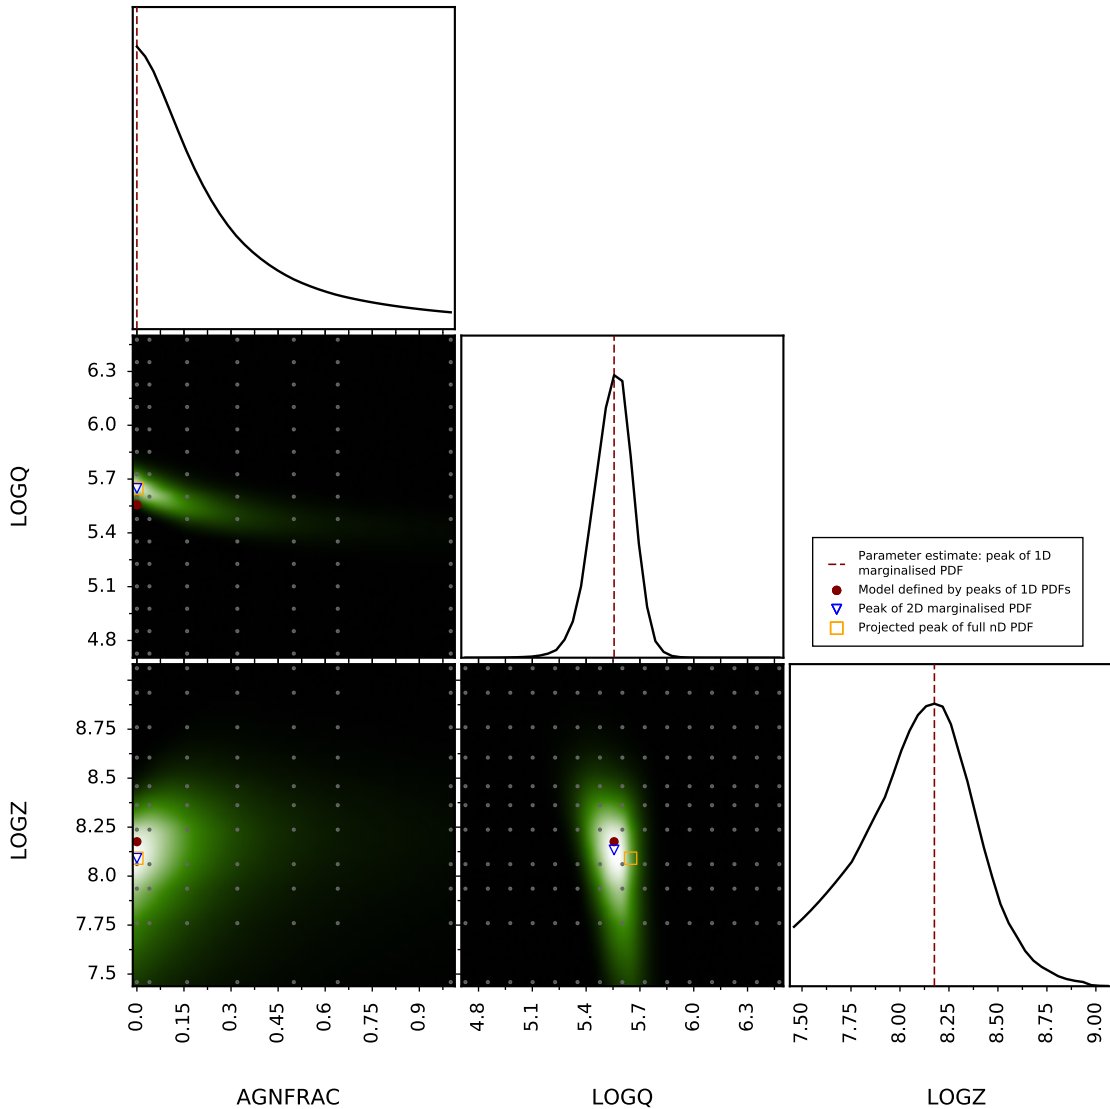 6.3
6.0
5.7
5.4
5.1
4.8
LOGQ
Parameter estimate: peak of 1D
marginalised PDF
Model defined by peaks of 1D PDFs
Peak of 2D marginalised PDF
Projected peak of full nD PDF
8.75
8.5
8.25
8.0
7.75
7.5
LOGZ
0.0 0.15 0.3 0.45 0.6 0.75 0.9
4.8 5.1 5.4 5.7 6.0 6.3
7.50 7.75 8.00 8.25 8.50 8.75 9.00
AGNFRAC LOGQ LOGZ